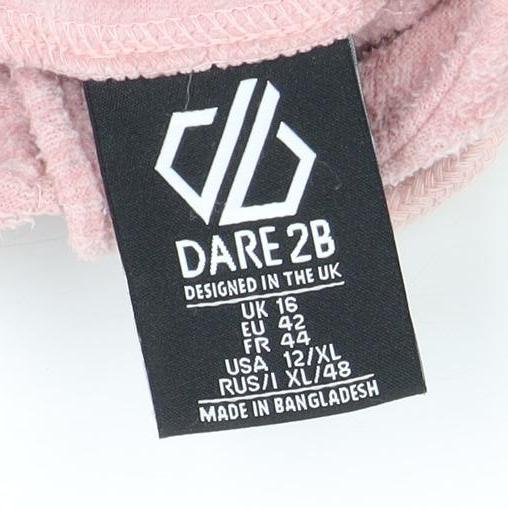 DARE 2B
DESIGNED IN THE UK
UK 16
EU 42
FR 44
USA 12/XL
RUS/I XL/48
MADE IN BANGLADESH